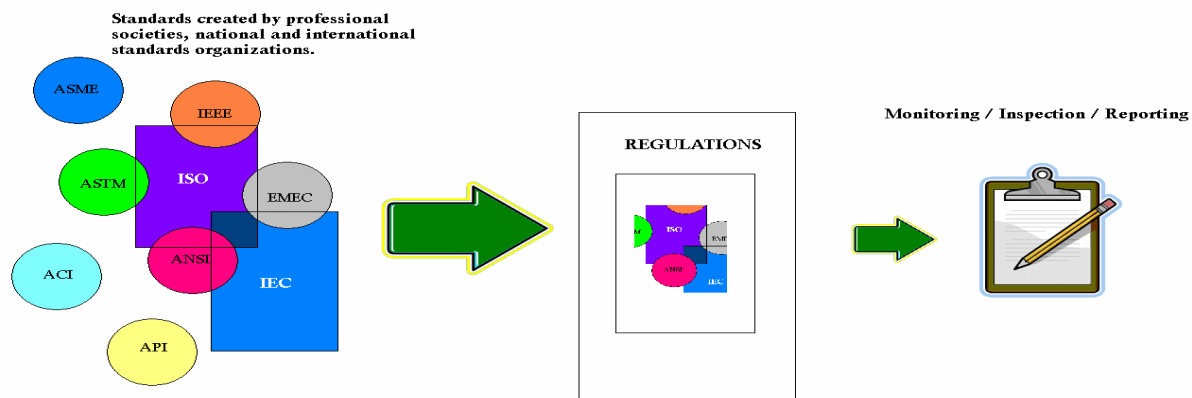 Standards created by professional
societies, national and international
standards organizations.
ASME
IEEE
ASTM
ISO
EMEC
ACI
ANSI
IEC
API
REGULATIONS
M
ISO
EME
ANSI
IEC
Monitoring / Inspection / Reporting